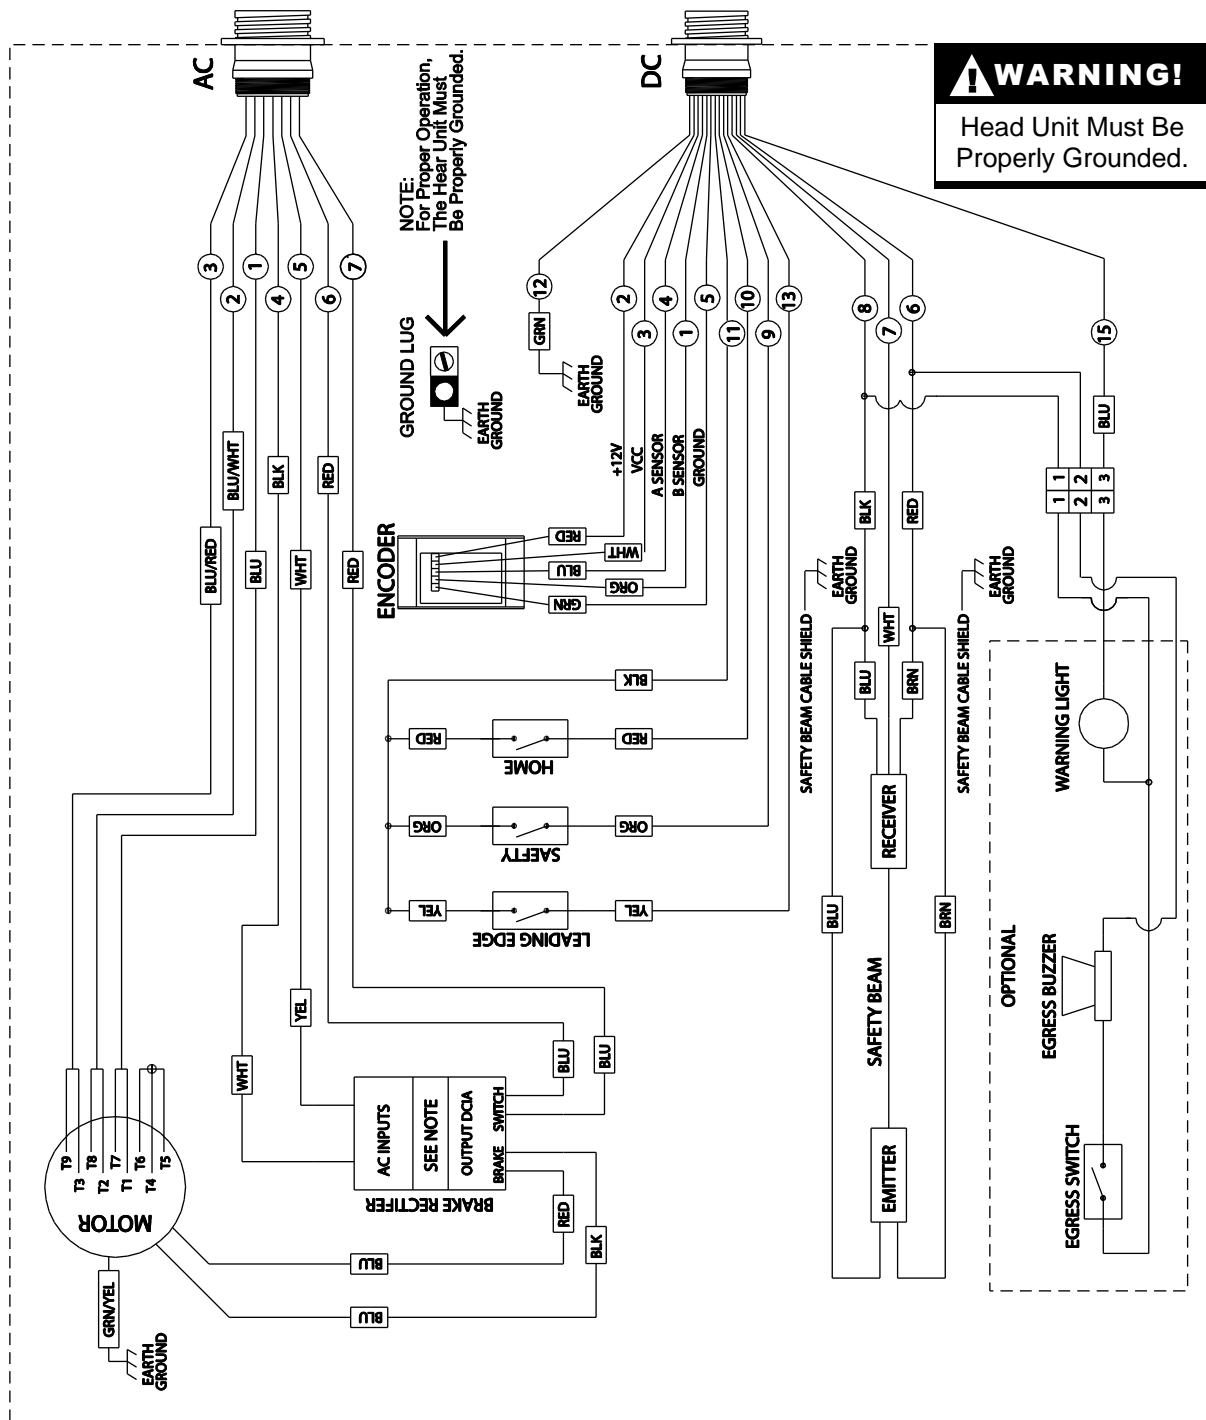 AC
DC
WARNING!
Head Unit Must Be
Properly Grounded.
NOTE:
For Proper Operation,
The Hear Unit Must
Be Properly Grounded.
3
2
1
4
5
6
7
GROUND LUG
EARTH
GROUND
12
GRN
EARTH
GROUND
2
3
4
1
5
11
10
9
13
8
7
6
15
+12V
VCC
A SENSOR
B SENSOR
GROUND
BLU/RED
BLU/WHT
BLU
BLK
WHT
RED
RED
ENCODER
RED
WHT
BLU
ORG
GRN
BLK
RED
BLU
1 1
2 2
3 3
SAFETY BEAM CABLE SHIELD
EARTH
GROUND
WHT
SAFETY BEAM CABLE SHIELD
EARTH
GROUND
BLU
BRN
BLK
RED
HOME
RED
ORG
SAEFTY
ORG
YEL
LEADING EDGE
YEL
RECEIVER
BLU
BRN
SAFETY BEAM
EMITTER
WARNING LIGHT
OPTIONAL
EGRESS BUZZER
EGRESS SWITCH
WHT
YEL
BLU
BLU
AC INPUTS
SEE NOTE
OUTPUT DCIA
BRAKE
SWITCH
BRAKE RECTIFER
RED
BLK
BLU
BLU
T9
T3
T8
T2
T7
T1
T6
T4
T5
MOTOR
GRN/YEL
EARTH
GROUND